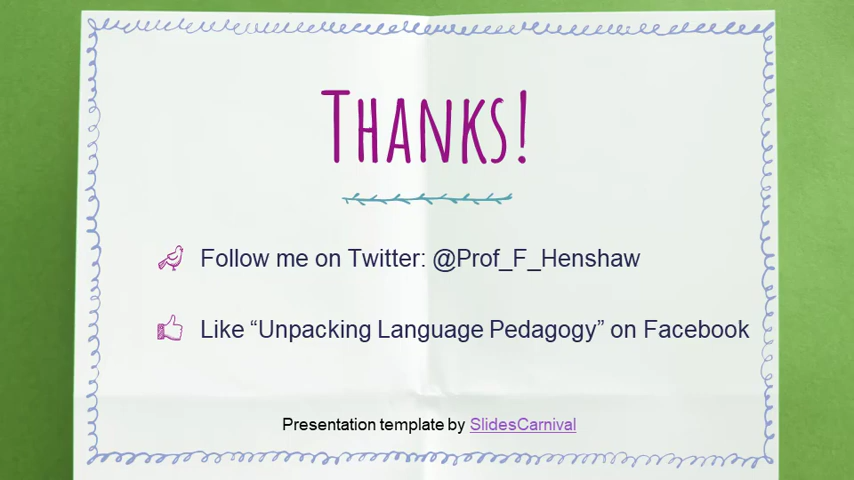 THANKS!
Follow me on Twitter: @Prof_F_Henshaw
Like “Unpacking Language Pedagogy” on Facebook
Presentation template by SlidesCarnival